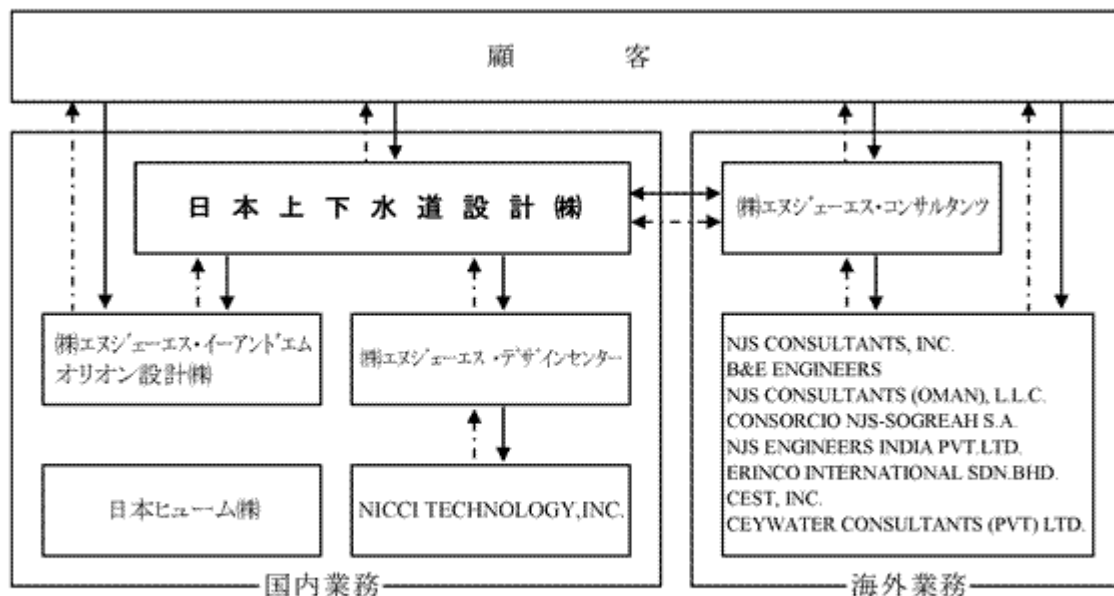 顧客
日本上下水道設計㈱
㈱エヌジェーエス・コンサルタンツ
㈱エヌジェーエス・イーアンドエム
オリオン設計㈱
㈱エヌジェーエス・デザインセンター
NJS CONSULTANTS, INC.
B&E ENGINEERS
NJS CONSULTANTS (OMAN), L.L.C.
CONSORCIO NJS-SOGREAH S.A.
NJS ENGINEERS INDIA PVT.LTD.
ERINCO INTERNATIONAL SDN.BHD.
CEST, INC.
CEYWATER CONSULTANTS (PVT) LTD.
日本ヒューム㈱
NICCI TECHNOLOGY,INC.
国内業務
海外業務